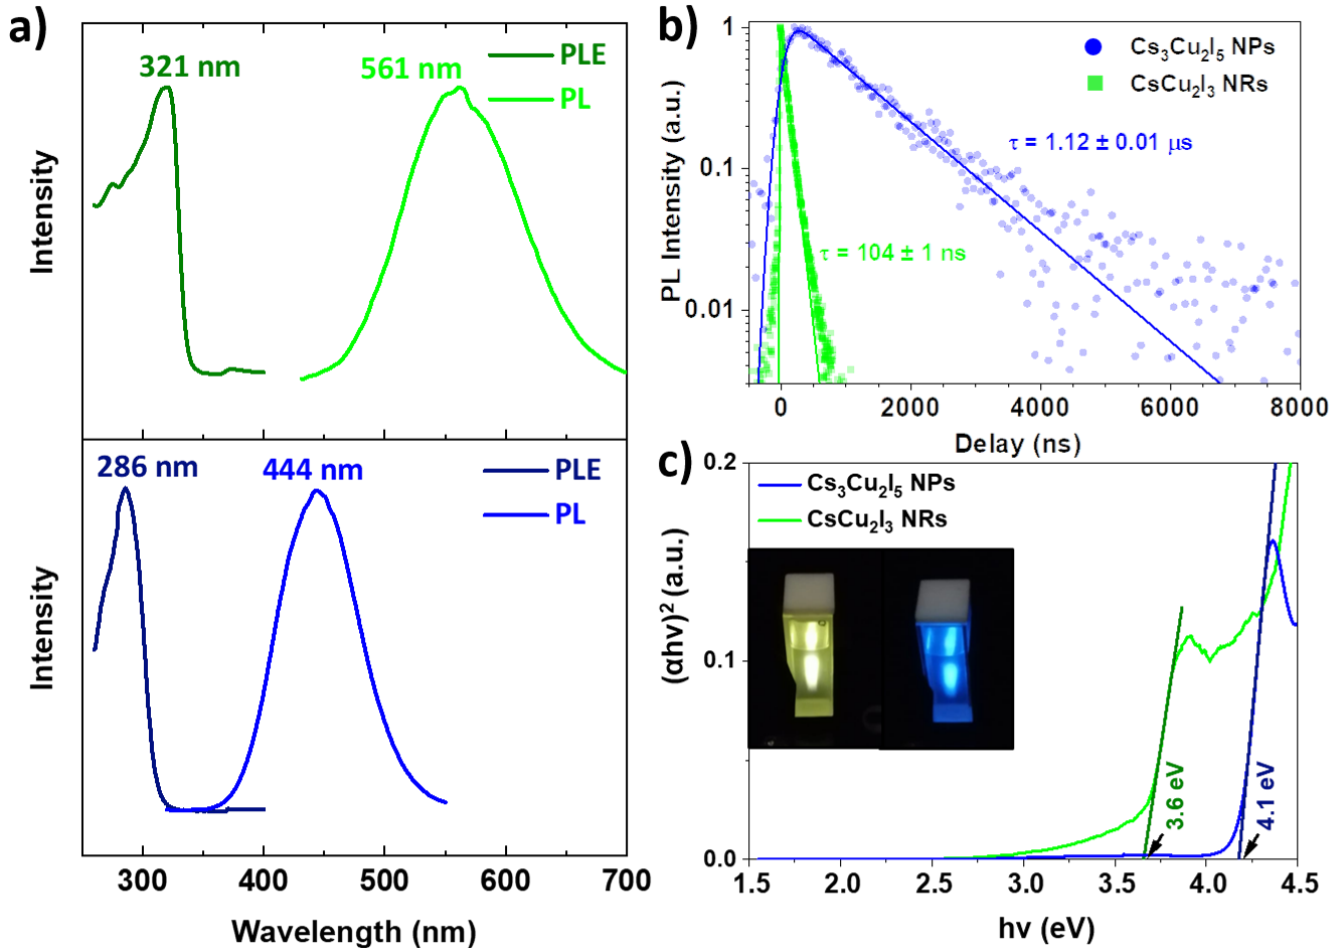 a)
321 nm
561 nm
PLE
PL
Intensity
286 nm
444 nm
PLE
PL
Intensity
300
400
500
600
700
Wavelength (nm)
b)
1
0.1
0.01
PL Intensity (a.u.)
Cs₃Cu₂I₅ NPs
CsCu₂I₃ NRs
τ = 1.12 ± 0.01 µs
τ = 104 ± 1 ns
0
2000
4000
6000
8000
Delay (ns)
c)
0.2
0.1
0.0
(αhν)² (a.u.)
Cs₃Cu₂I₅ NPs
CsCu₂I₃ NRs
3.6 eV
4.1 eV
1.5
2.0
2.5
3.0
3.5
4.0
4.5
hν (eV)